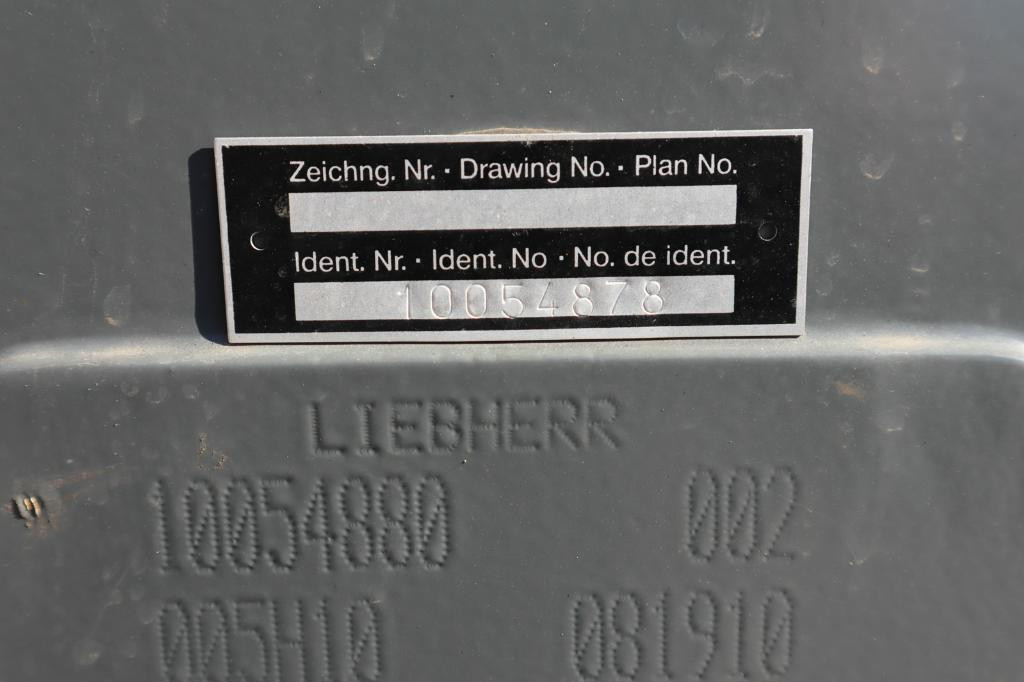 Zeichng. Nr. · Drawing No. · Plan No.
Ident. Nr. · Ident. No · No. de ident.
10054878
LIEBHERR
10054880 002
005H10 081910